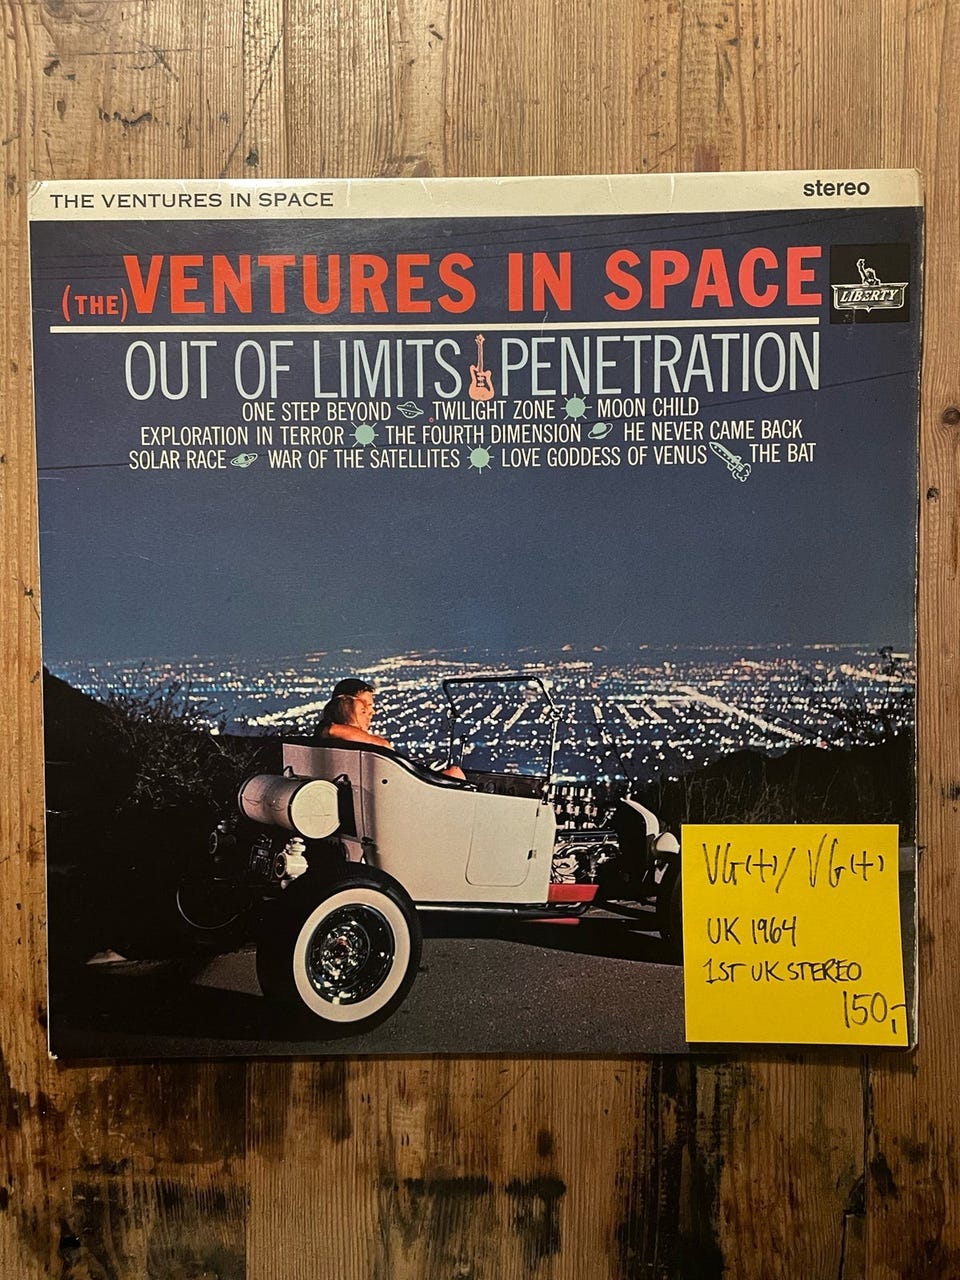 THE VENTURES IN SPACE
stereo
(THE) VENTURES IN SPACE
LIBERTY
OUT OF LIMITS PENETRATION
ONE STEP BEYOND TWILIGHT ZONE MOON CHILD
EXPLORATION IN TERROR THE FOURTH DIMENSION HE NEVER CAME BACK
SOLAR RACE WAR OF THE SATELLITES LOVE GODDESS OF VENUS THE BAT
VG(+)/VG(+)
UK 1964
1ST UK STEREO
150,-